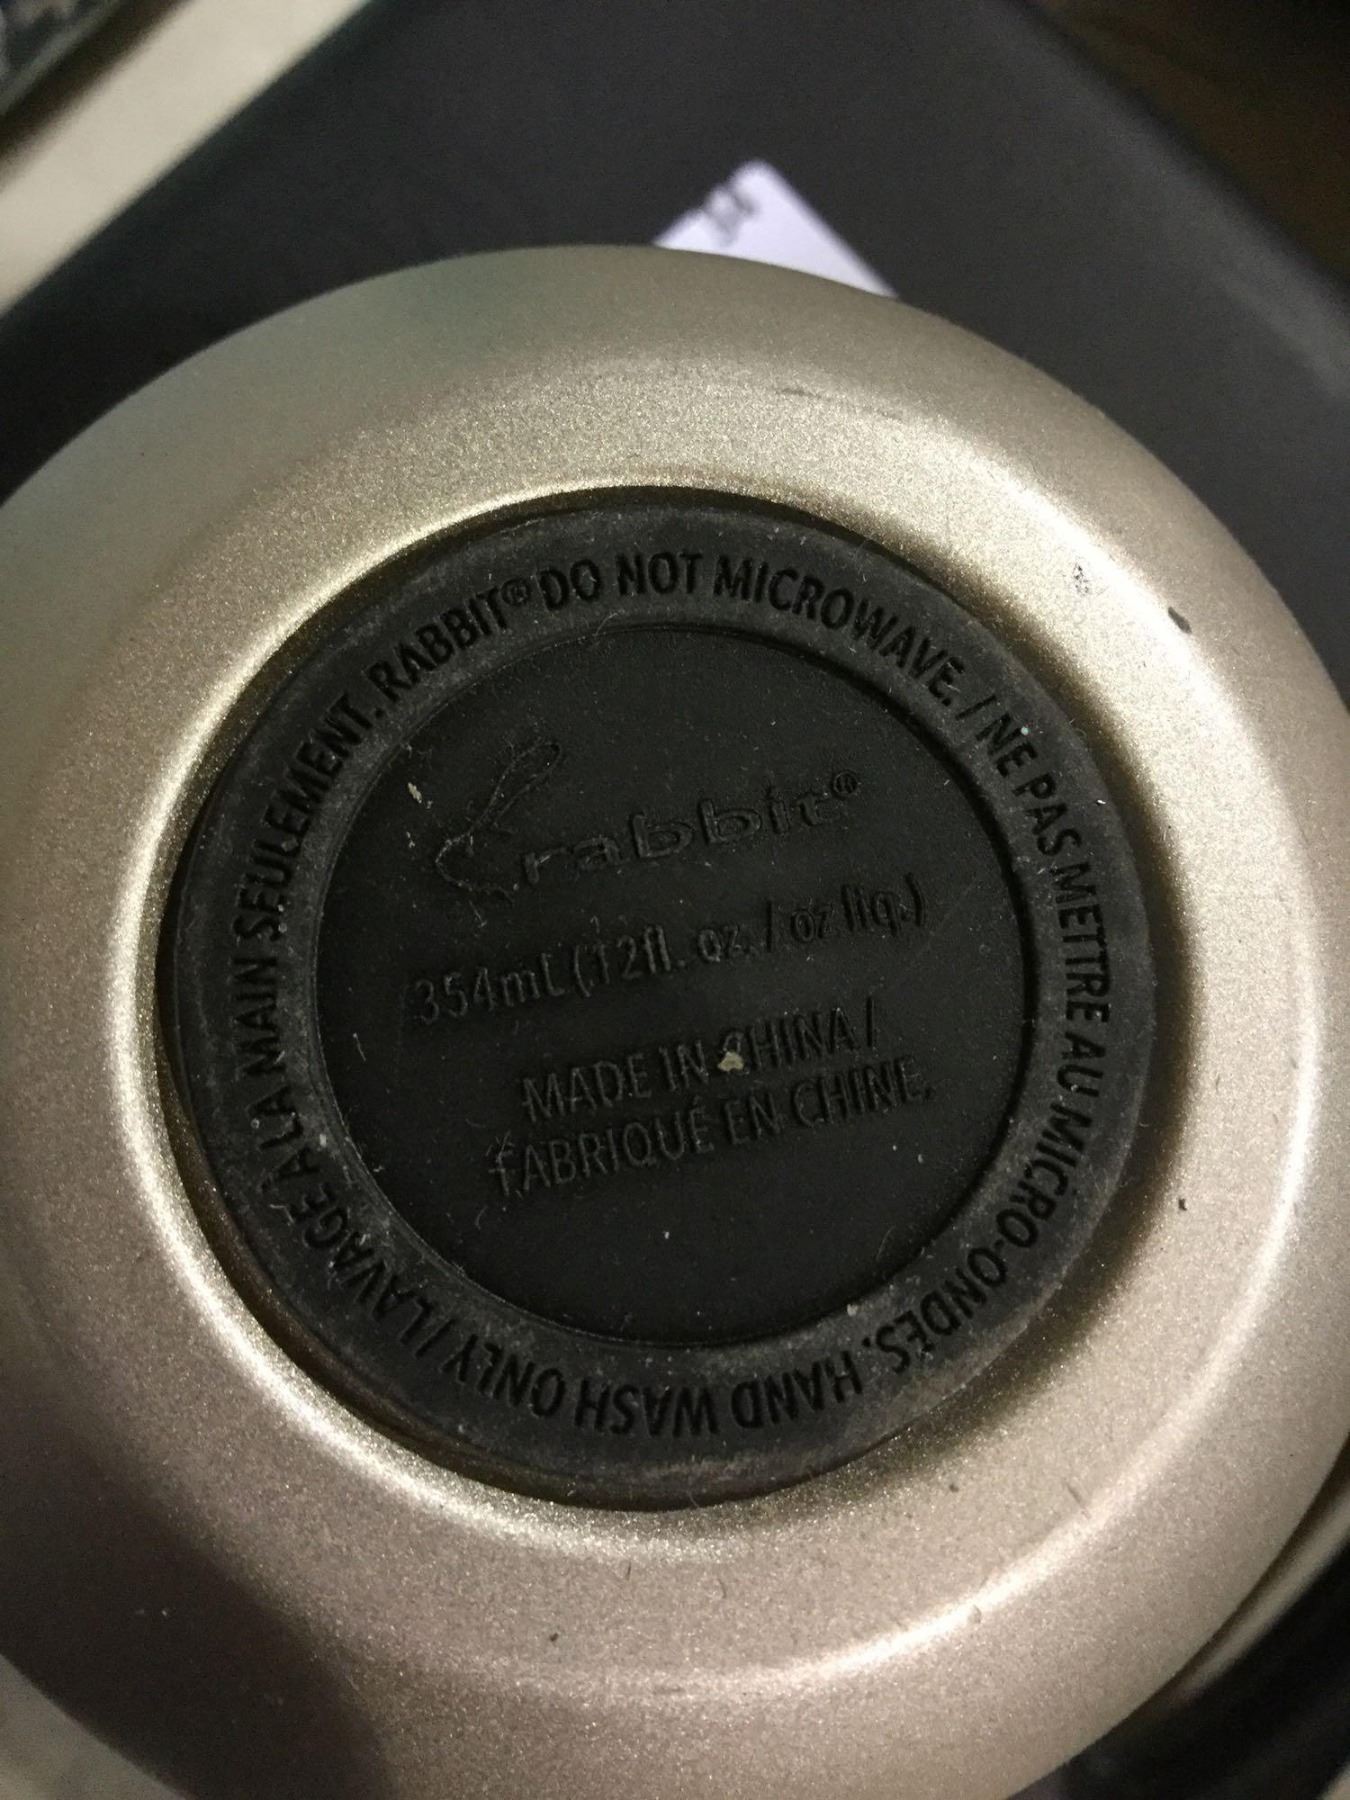 RABBIT® DO NOT MICROWAVE. / NE PAS METTRE AU MICRO-ONDES. HAND WASH ONLY / LAVAGE À LA MAIN SEULEMENT.
rabbit®
354mL (12fl. oz. / oz liq.)
MADE IN CHINA /
FABRIQUÉ EN CHINE.